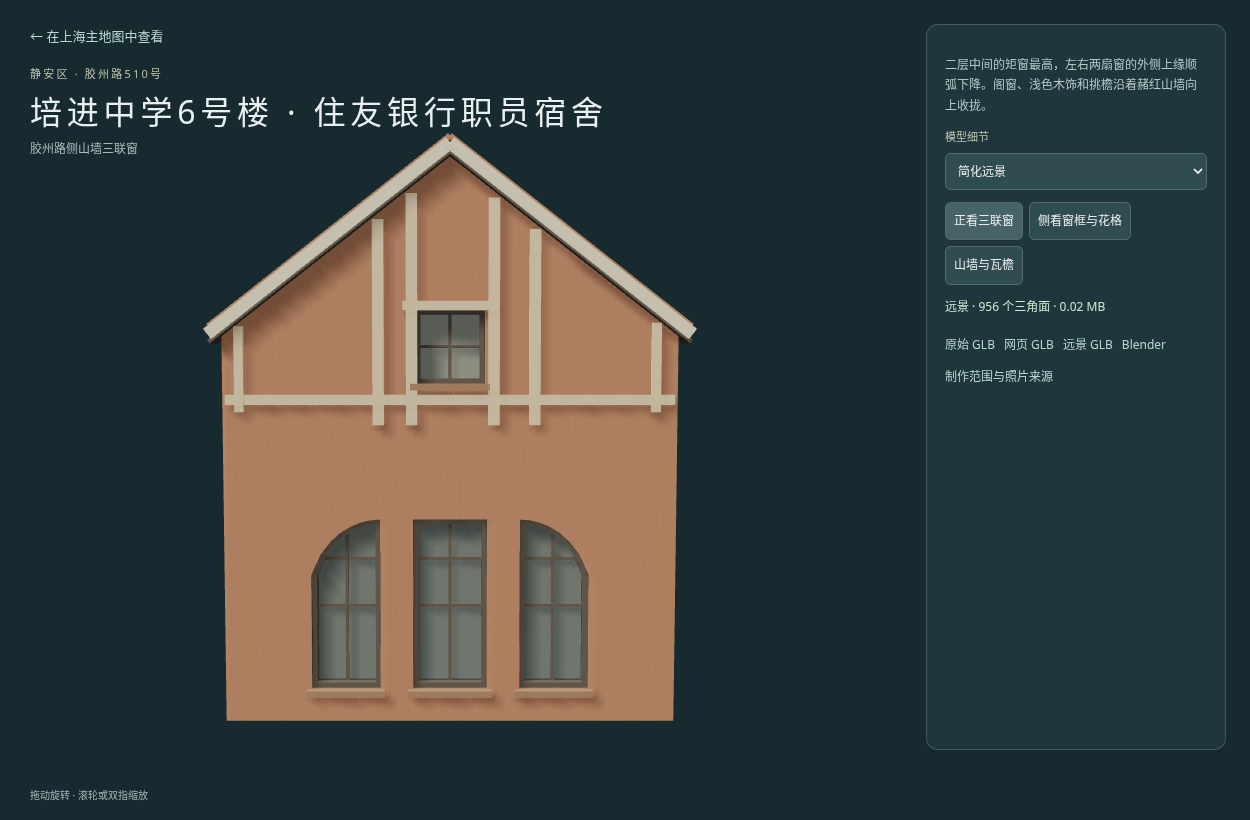 ← 在上海主地图中查看
静安区 · 胶州路510号
培进中学6号楼 · 住友银行职员宿舍
胶州路侧山墙三联窗
二层中间的矩窗最高，左右两扇窗的外侧上缘顺
弧下降。阁窗、浅色木饰和挑檐沿着赭红山墙向
上收拢。
模型细节
简化远景
正看三联窗 侧看窗框与花格
山墙与瓦檐
远景 · 956 个三角面 · 0.02 MB
原始 GLB 网页 GLB 远景 GLB Blender
制作范围与照片来源
拖动旋转 · 滚轮或双指缩放